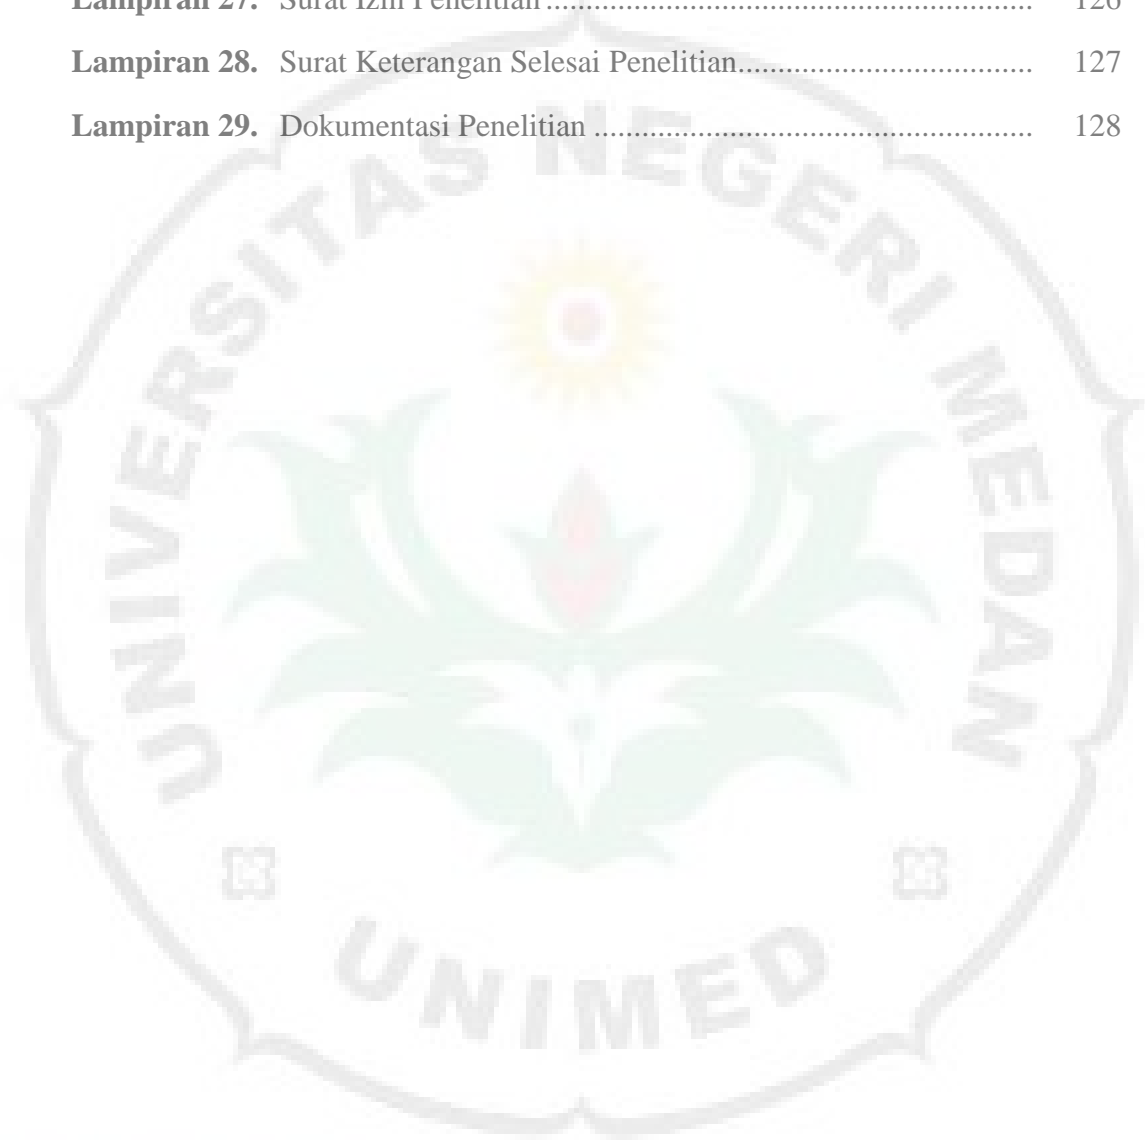 Lampiran 27. Surat Izin Penelitian .............................................................. 126
Lampiran 28. Surat Keterangan Selesai Penelitian..................................... 127
Lampiran 29. Dokumentasi Penelitian ....................................................... 128
UNIVERSITAS NEGERI MEDAN
UNIMED